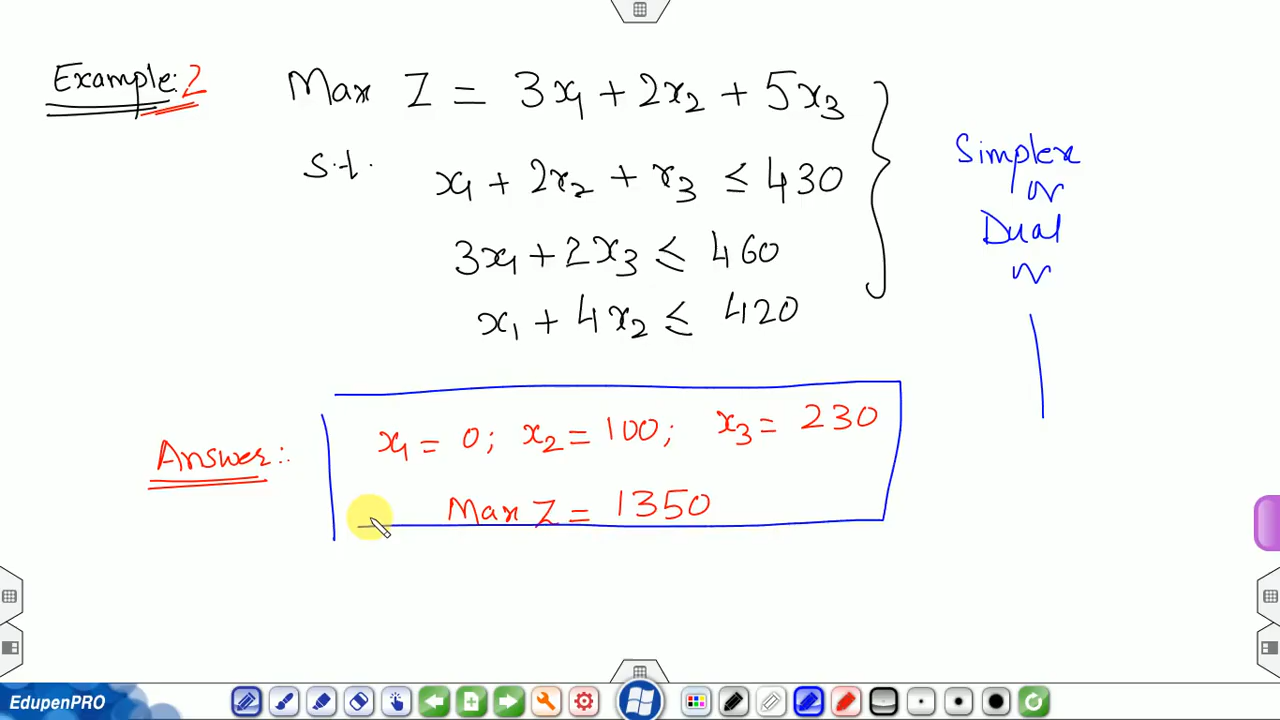 Example: 2
Max Z = 3x₁ + 2x₂ + 5x₃
s.t. x₁ + 2x₂ + x₃ ≤ 430
3x₁ + 2x₃ ≤ 460
x₁ + 4x₂ ≤ 420
Simplex
or
Dual
Answer:
x₁ = 0; x₂ = 100; x₃ = 230
Max Z = 1350
EdupenPRO